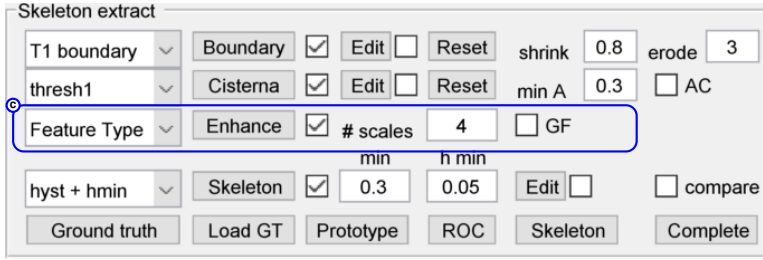 Skeleton extract
T1 boundary Boundary Edit Reset shrink 0.8 erode 3
thresh1 Cisterna Edit Reset min A 0.3 AC
c
Feature Type Enhance # scales 4 GF
min h min
hyst + hmin Skeleton 0.3 0.05 Edit compare
Ground truth Load GT Prototype ROC Skeleton Complete